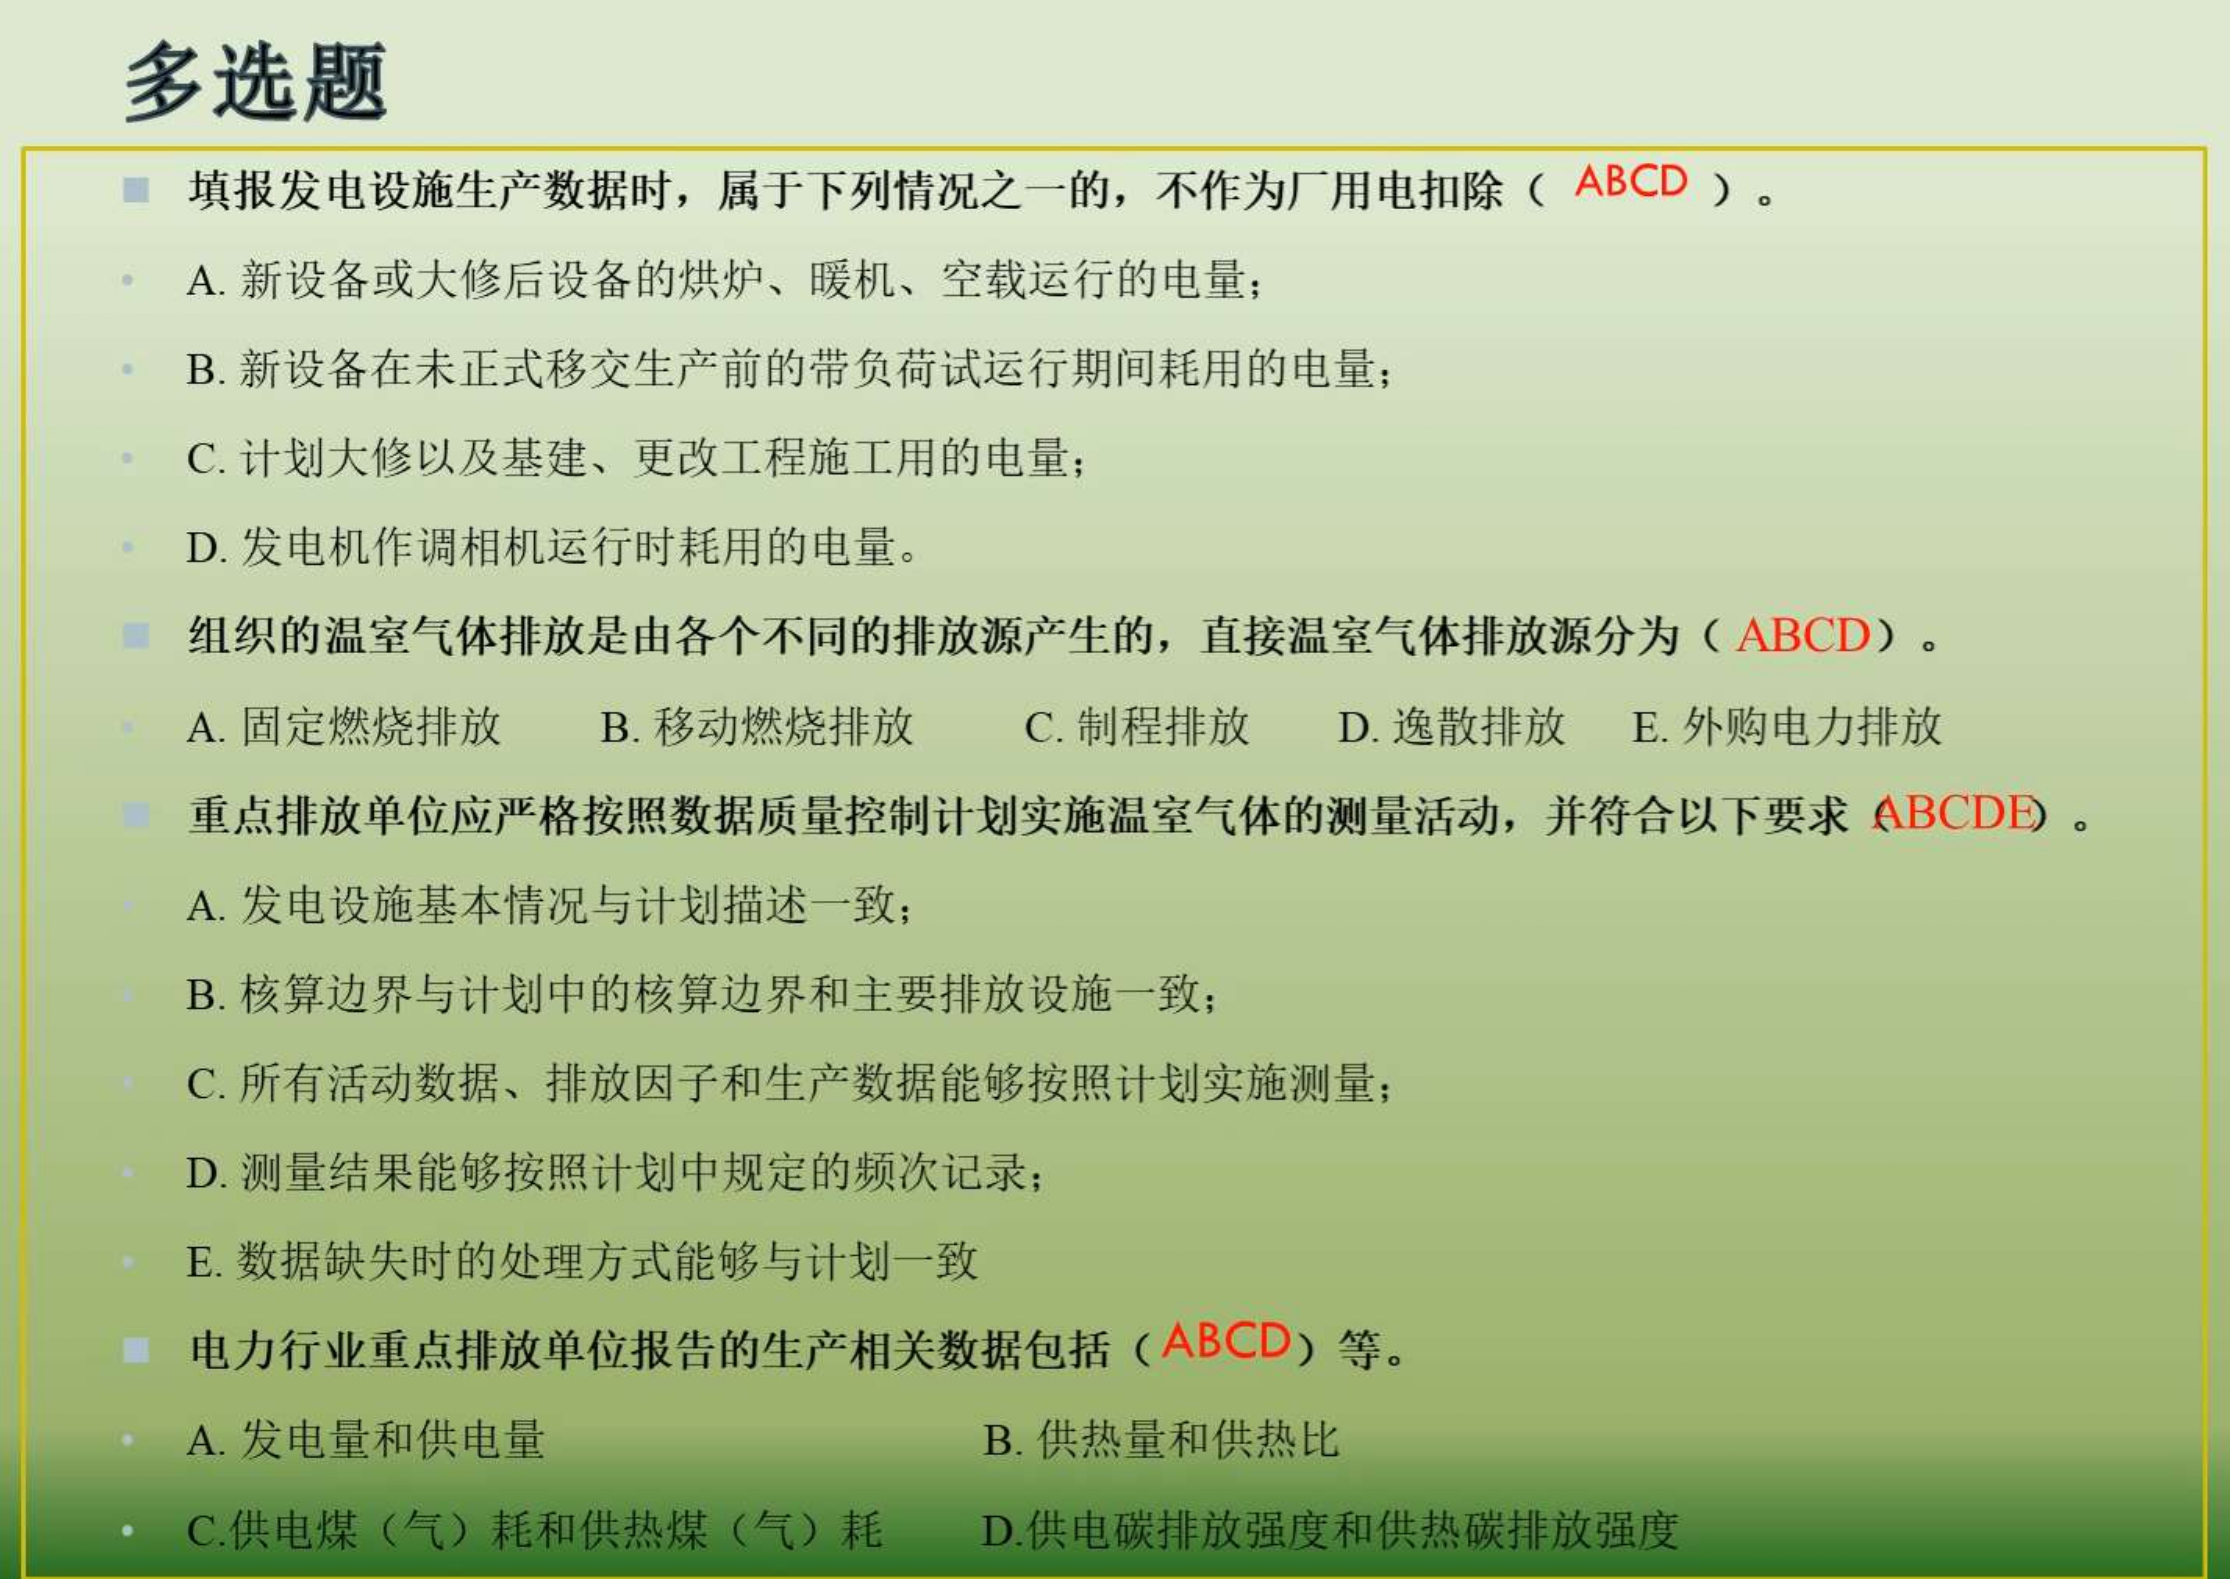 多选题
填报发电设施生产数据时，属于下列情况之一的，不作为厂用电扣除（ ABCD ）。
A. 新设备或大修后设备的烘炉、暖机、空载运行的电量；
B. 新设备在未正式移交生产前的带负荷试运行期间耗用的电量；
C. 计划大修以及基建、更改工程施工用的电量；
D. 发电机作调相机运行时耗用的电量。
组织的温室气体排放是由各个不同的排放源产生的，直接温室气体排放源分为（ ABCD）。
A. 固定燃烧排放 B. 移动燃烧排放 C. 制程排放 D. 逸散排放 E. 外购电力排放
重点排放单位应严格按照数据质量控制计划实施温室气体的测量活动，并符合以下要求（ABCDE）。
A. 发电设施基本情况与计划描述一致；
B. 核算边界与计划中的核算边界和主要排放设施一致；
C. 所有活动数据、排放因子和生产数据能够按照计划实施测量；
D. 测量结果能够按照计划中规定的频次记录；
E. 数据缺失时的处理方式能够与计划一致
电力行业重点排放单位报告的生产相关数据包括（ABCD）等。
A. 发电量和供电量 B. 供热量和供热比
C.供电煤（气）耗和供热煤（气）耗 D.供电碳排放强度和供热碳排放强度